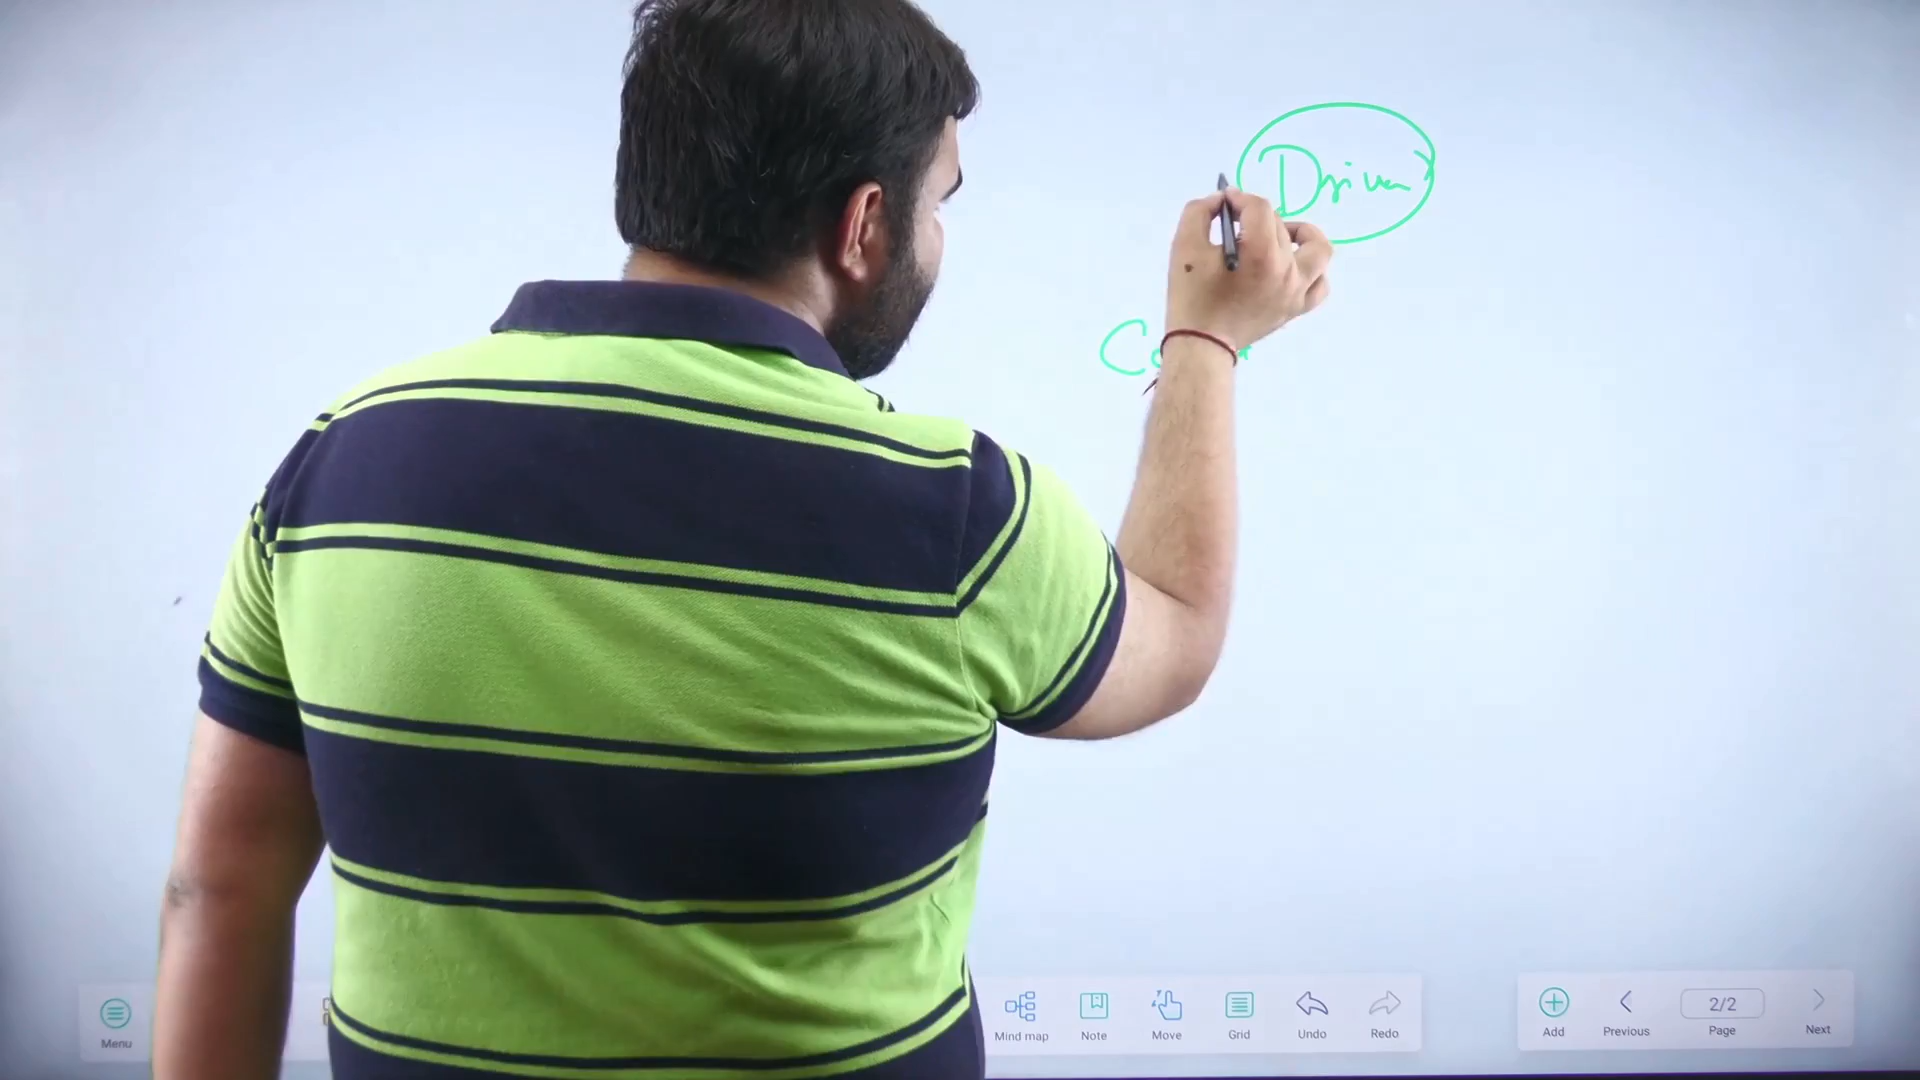 Driver
Menu
Mind map
Note
Move
Grid
Undo
Redo
Add
Previous
2/2
Page
Next